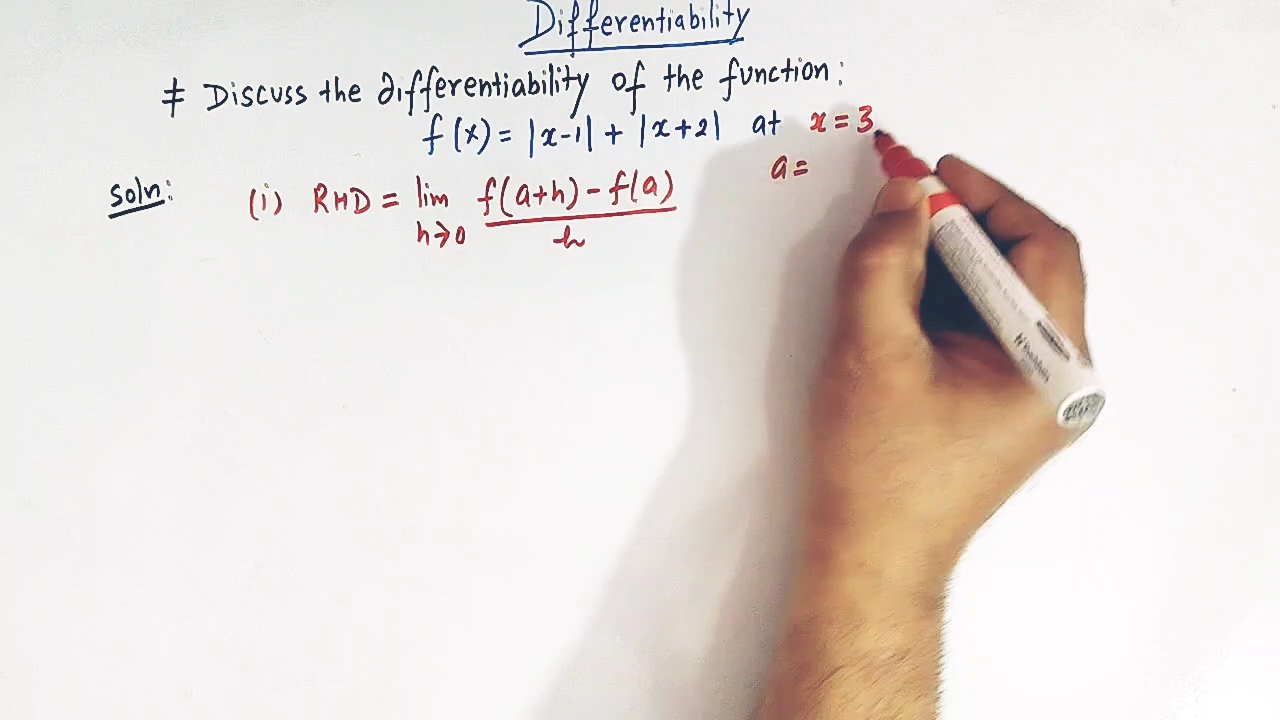 Differentiability
# Discuss the differentiability of the function:
f(x) = |x-1| + |x+2| at x = 3
a =
Soln:
(i) RHD = lim f(a+h) - f(a)
h→0 h